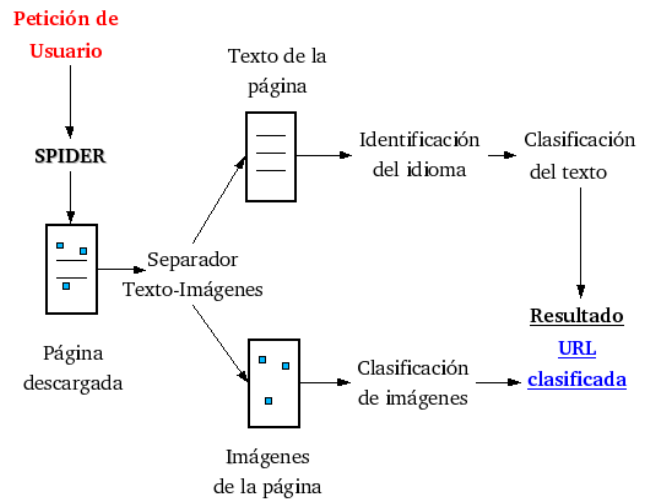 Petición de
Usuario
SPIDER
Página
descargada
Separador
Texto-Imágenes
Texto de la
página
Identificación
del idioma
Clasificación
del texto
Imágenes
de la página
Clasificación
de imágenes
Resultado
URL
clasificada